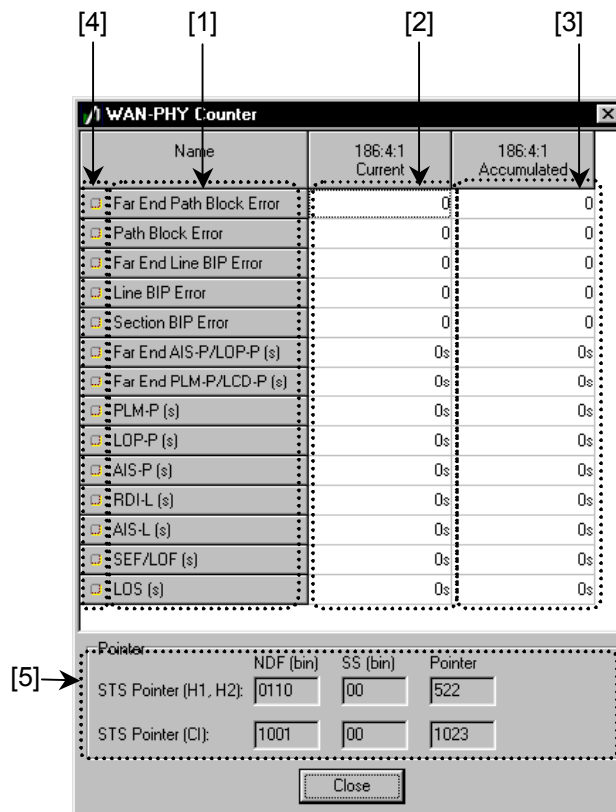 [4] [1] [2] [3]
WAN-PHY Counter
Name 186:4:1 Current 186:4:1 Accumulated
Far End Path Block Error 0 0
Path Block Error 0 0
Far End Line BIP Error 0 0
Line BIP Error 0 0
Section BIP Error 0 0
Far End AIS-P/LOP-P (s) 0s 0s
Far End PLM-P/LCD-P (s) 0s 0s
PLM-P (s) 0s 0s
LOP-P (s) 0s 0s
AIS-P (s) 0s 0s
RDI-L (s) 0s 0s
AIS-L (s) 0s 0s
SEF/LOF (s) 0s 0s
LOS (s) 0s 0s
Pointer
NDF (bin) SS (bin) Pointer
[5] STS Pointer (H1, H2): 0110 00 522
STS Pointer (CI): 1001 00 1023
Close